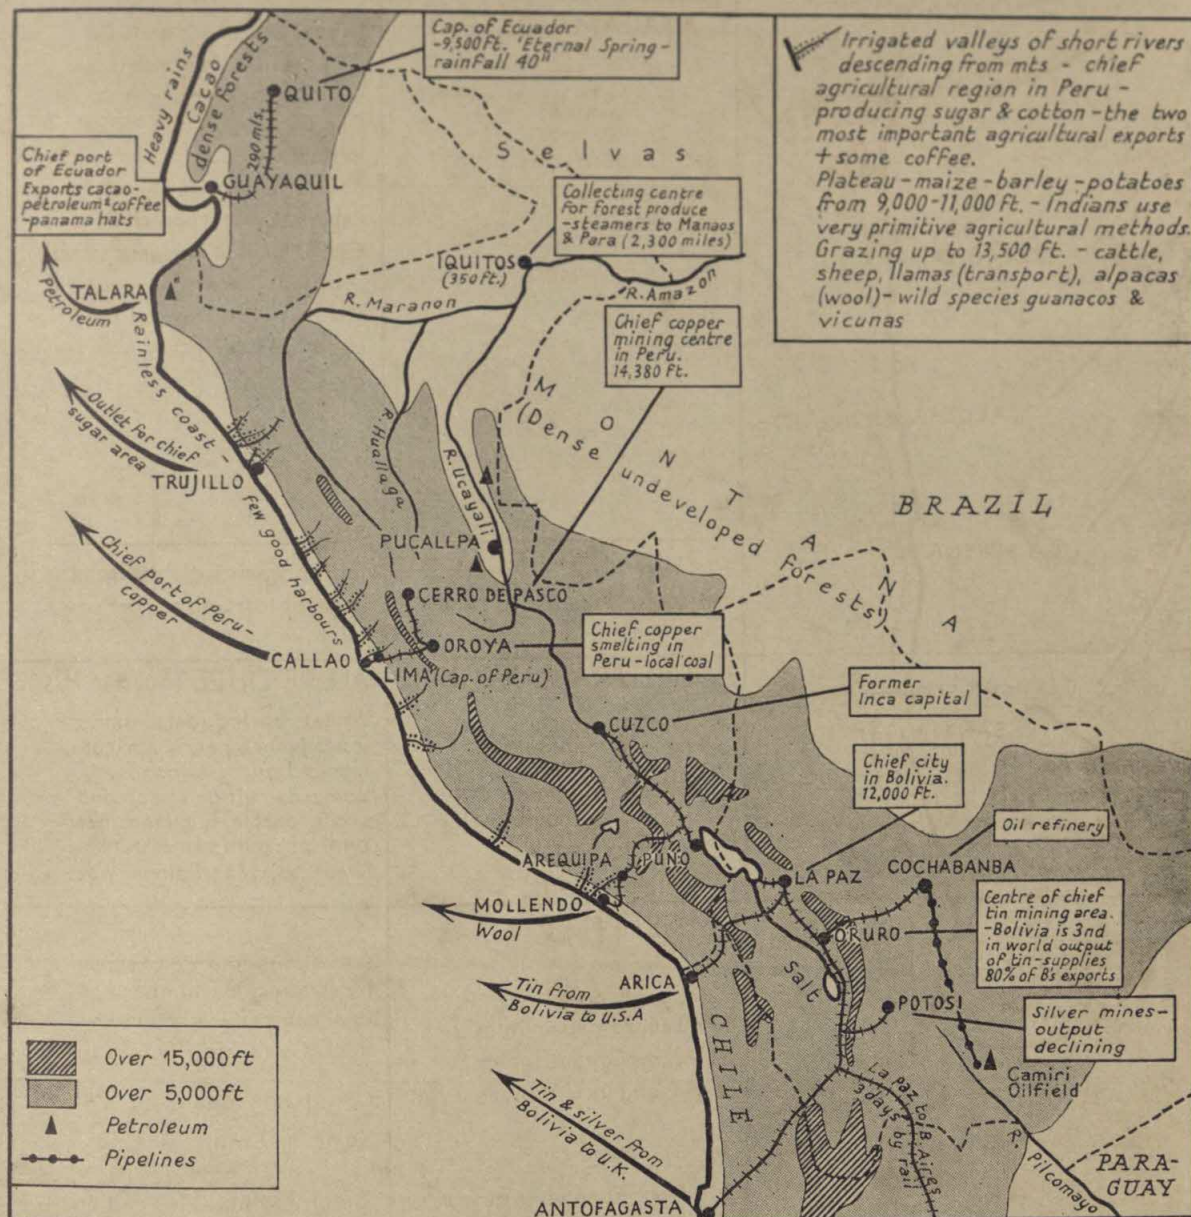 Cap. of Ecuador
-9,500 ft. 'Eternal Spring-
rainfall 40"
Irrigated valleys of short rivers
descending from mts - chief
agricultural region in Peru -
producing sugar & cotton - the two
most important agricultural exports
+ some coffee.
Plateau - maize - barley - potatoes
from 9,000-11,000 ft. - Indians use
very primitive agricultural methods.
Grazing up to 13,500 ft. - cattle,
sheep, llamas (transport), alpacas
(wool) - wild species guanacos &
vicunas
Heavy rains
Cacao
dense forests
QUITO
290 mls.
Chief port
of Ecuador
Exports cacao-
petroleum & coffee
-panama hats
GUAYAQUIL
Selvas
Collecting centre
for forest produce
-steamers to Manaos
& Para (2,300 miles)
IQUITOS
(350 ft.)
R. Amazon
R. Maranon
TALARA
Petroleum
Rainless coast -
few good harbours
Chief copper
mining centre
in Peru.
14,380 ft.
MONTANA
(Dense undeveloped forests)
BRAZIL
Outlet for chief
sugar area
TRUJILLO
R. Huallaga
R. Ucayali
PUCALLPA
Chief port of Peru-
copper
CERRO DE PASCO
OROYA
Chief copper
smelting in
Peru - local coal
CALLAO
LIMA (Cap. of Peru)
Former
Inca capital
CUZCO
Chief city
in Bolivia.
12,000 ft.
Oil refinery
AREQUIPA
PUNO
LA PAZ
COCHABANBA
MOLLENDO
Wool
ORURO
Centre of chief
tin mining area.
-Bolivia is 3nd
in world output
of tin-supplies
80% of B's exports
Salt
ARICA
Tin from
Bolivia to U.S.A
POTOSI
Silver mines-
output
declining
CHILE
Camiri
Oilfield
La Paz to B. Aires
3 days by rail
R. Pilcomayo
PARA-
GUAY
Tin & silver from
Bolivia to U.K.
ANTOFAGASTA
Over 15,000 ft
Over 5,000 ft
Petroleum
Pipelines